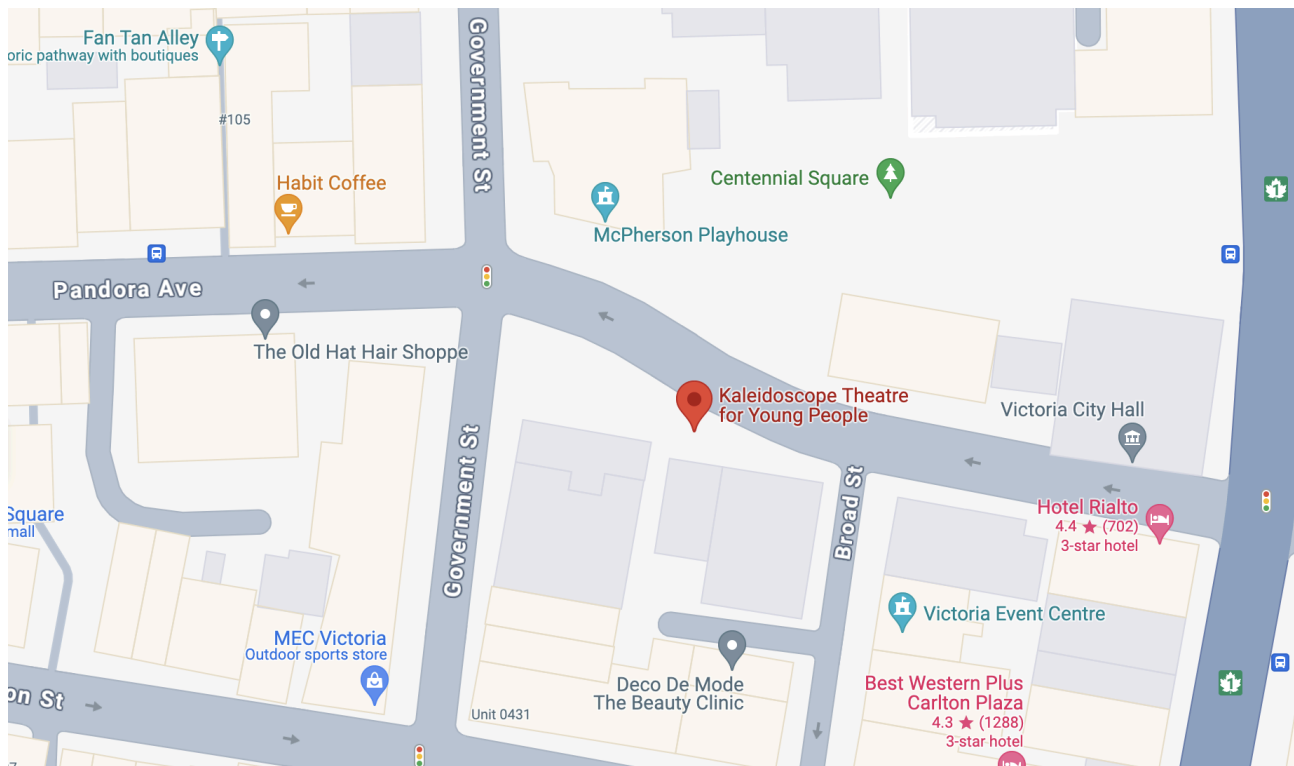 Fan Tan Alley
oric pathway with boutiques
Government St
#105
Habit Coffee
Centennial Square
1
McPherson Playhouse
Pandora Ave
The Old Hat Hair Shoppe
Kaleidoscope Theatre
for Young People
Victoria City Hall
Government St
Broad St
Square
mall
Hotel Rialto
4.4 ★ (702)
3-star hotel
Victoria Event Centre
MEC Victoria
Outdoor sports store
Deco De Mode
The Beauty Clinic
Best Western Plus
Carlton Plaza
4.3 ★ (1288)
3-star hotel
1
on St
Unit 0431
7